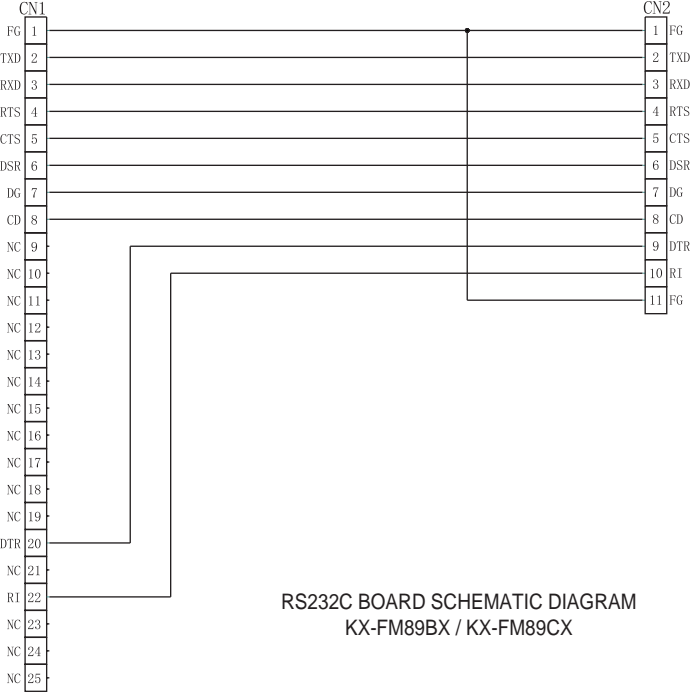 CN1 CN2
FG 1 1 FG
TXD 2 2 TXD
RXD 3 3 RXD
RTS 4 4 RTS
CTS 5 5 CTS
DSR 6 6 DSR
DG 7 7 DG
CD 8 8 CD
NC 9 9 DTR
NC 10 10 RI
NC 11 11 FG
NC 12
NC 13
NC 14
NC 15
NC 16
NC 17
NC 18
NC 19
DTR 20
NC 21
RI 22
NC 23
NC 24
NC 25
RS232C BOARD SCHEMATIC DIAGRAM
KX-FM89BX / KX-FM89CX